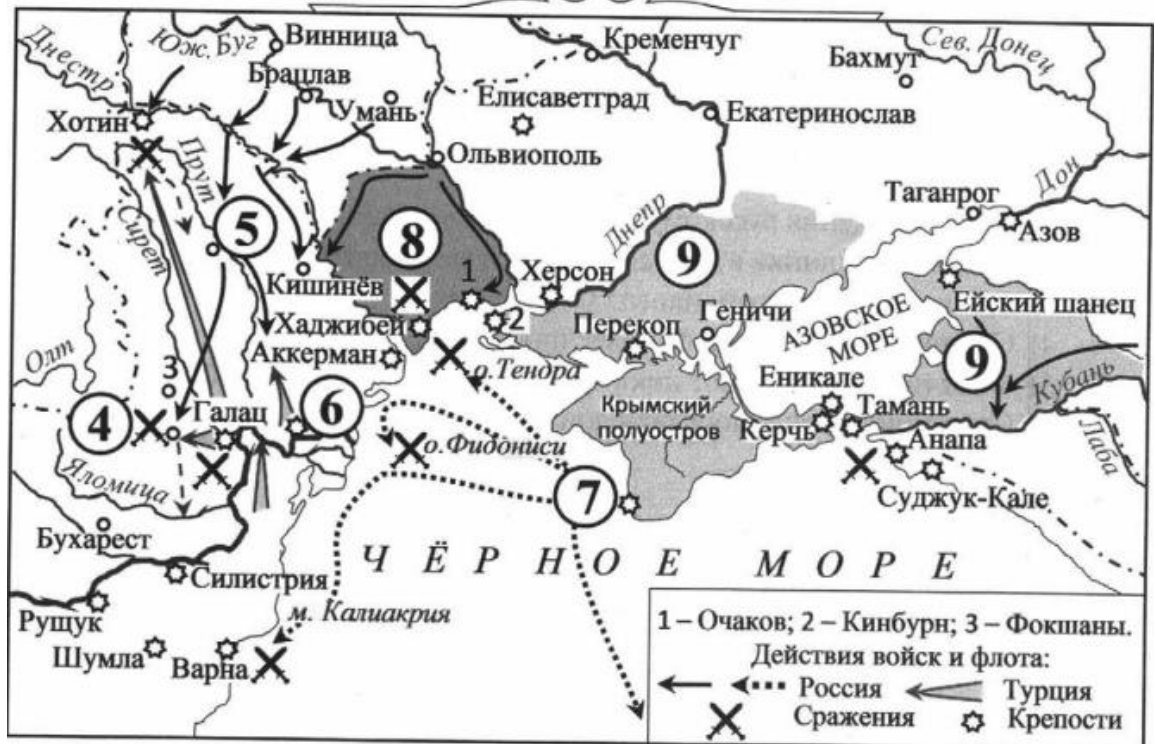 Днестр
Юж. Буг
Винница
Кременчуг
Бахмут
Сев. Донец
Брацлав
Умань
Елисаветград
Екатеринослав
Хотин
Ольвиополь
Прут
Сирет
Таганрог
Дон
Азов
5
8
9
Днепр
Кишинёв
1
Херсон
Ейский шанец
Хаджибей
2
Перекоп
Геничи
АЗОВСКОЕ
МОРЕ
Аккерман
о. Тендра
Олт
3
9
Кубань
Еникале
4
Галац
6
Крымский
полуостров
Керчь
Тамань
Лаба
о. Фидониси
Анапа
Яломица
7
Суджук-Кале
Бухарест
ЧЁРНОЕ МОРЕ
Силистрия
м. Калиакрия
Рущук
Шумла
Варна
1 – Очаков; 2 – Кинбурн; 3 – Фокшаны.
Действия войск и флота:
Россия Турция
Сражения Крепости